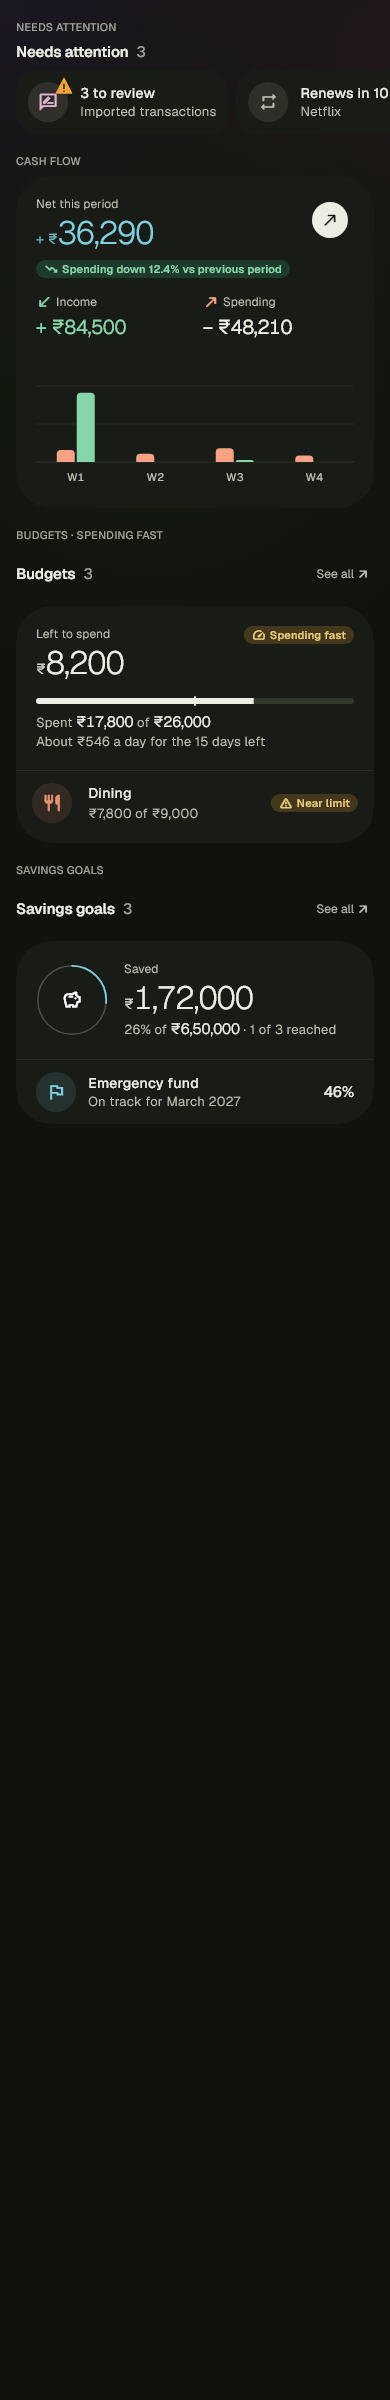 NEEDS ATTENTION
Needs attention 3
3 to review
Imported transactions
Renews in 10
Netflix
CASH FLOW
Net this period
+ ₹36,290
Spending down 12.4% vs previous period
Income
Spending
+ ₹84,500
− ₹48,210
W1 W2 W3 W4
BUDGETS · SPENDING FAST
Budgets 3
See all
Left to spend
Spending fast
₹8,200
Spent ₹17,800 of ₹26,000
About ₹546 a day for the 15 days left
Dining
₹7,800 of ₹9,000
Near limit
SAVINGS GOALS
Savings goals 3
See all
Saved
₹1,72,000
26% of ₹6,50,000 · 1 of 3 reached
Emergency fund
On track for March 2027
46%